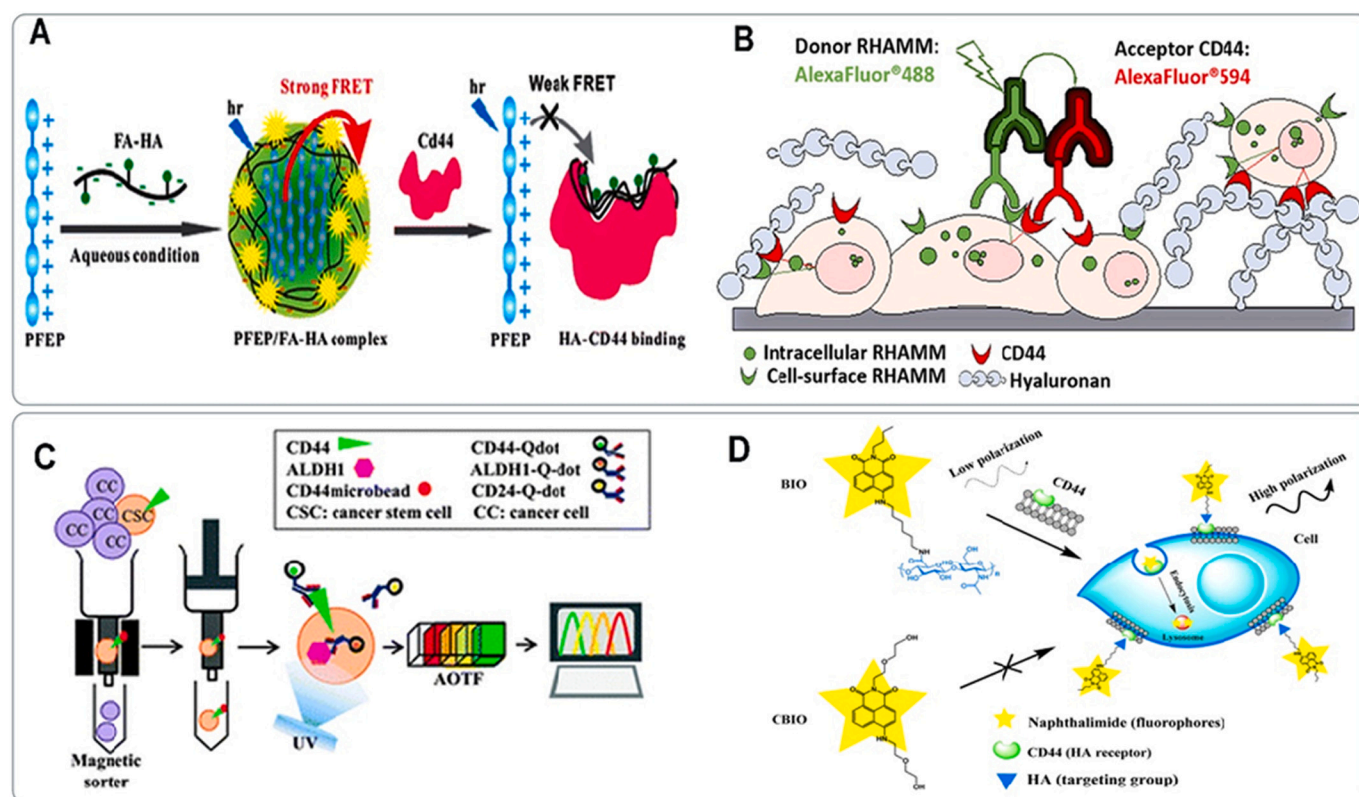 A
hr
Strong FRET
FA-HA
Aqueous condition
PFEP
PFEP/FA-HA complex
Cd44
hr
Weak FRET
PFEP
HA-CD44 binding
B
Donor RHAMM:
AlexaFluor®488
Acceptor CD44:
AlexaFluor®594
Intracellular RHAMM
CD44
Cell-surface RHAMM
Hyaluronan
C
CD44
CD44-Qdot
ALDH1
ALDH1-Q-dot
CD44microbead
CD24-Q-dot
CSC: cancer stem cell
CC: cancer cell
CC
CC
CC
CSC
CC
CC
Magnetic
sorter
UV
AOTF
D
BIO
Low polarization
CD44
High polarization
Cell
Endocytosis
Lysosome
CBIO
Naphthalimide (fluorophores)
CD44 (HA receptor)
HA (targeting group)